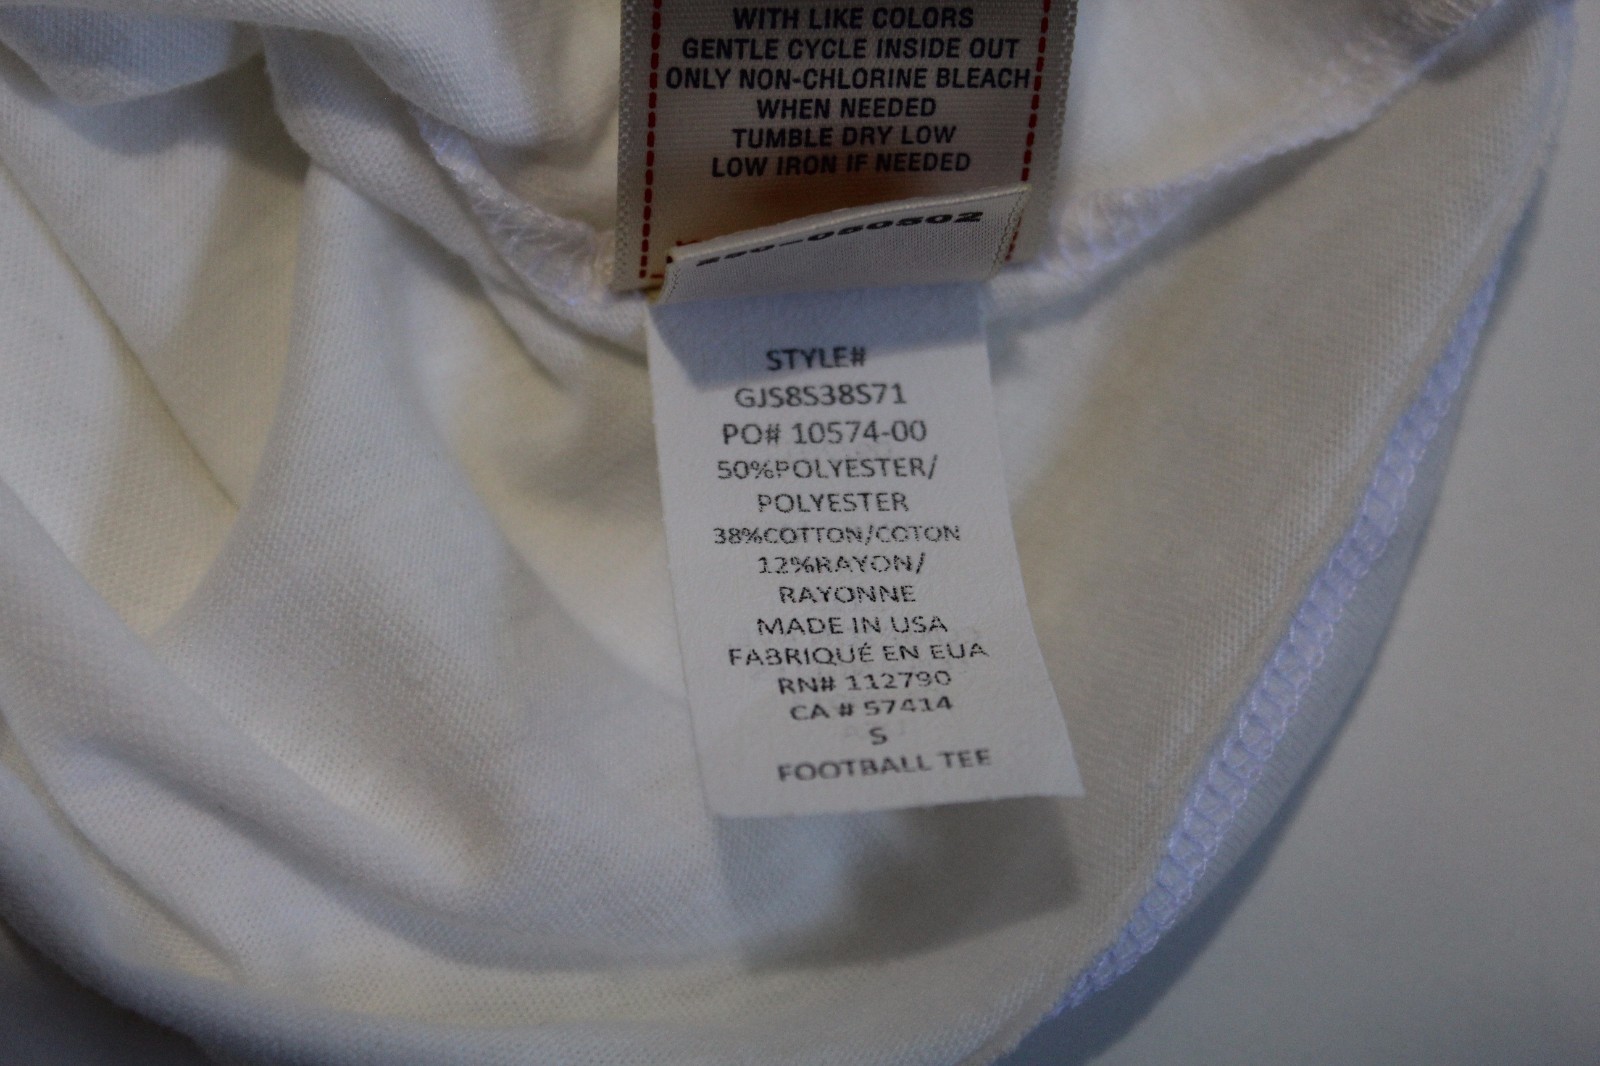 WITH LIKE COLORS
GENTLE CYCLE INSIDE OUT
ONLY NON-CHLORINE BLEACH
WHEN NEEDED
TUMBLE DRY LOW
LOW IRON IF NEEDED
STYLE#
GJS8S38S71
PO# 10574-00
50%POLYESTER/
POLYESTER
38%COTTON/COTON
12%RAYON/
RAYONNE
MADE IN USA
FABRIQUÉ EN EUA
RN# 112790
CA # 57414
S
FOOTBALL TEE